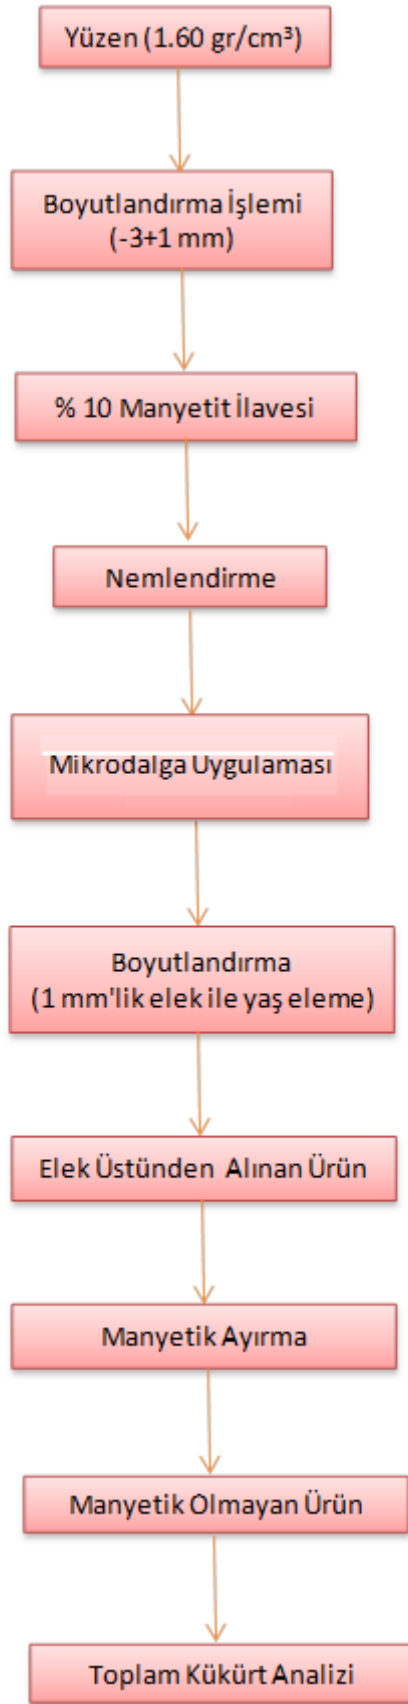 Yüzen (1.60 gr/cm³)
Boyutlandırma İşlemi
(-3+1 mm)
% 10 Manyetit İlavesi
Nemlendirme
Mikrodalga Uygulaması
Boyutlandırma
(1 mm'lik elek ile yaş eleme)
Elek Üstünden Alınan Ürün
Manyetik Ayırma
Manyetik Olmayan Ürün
Toplam Kükürt Analizi